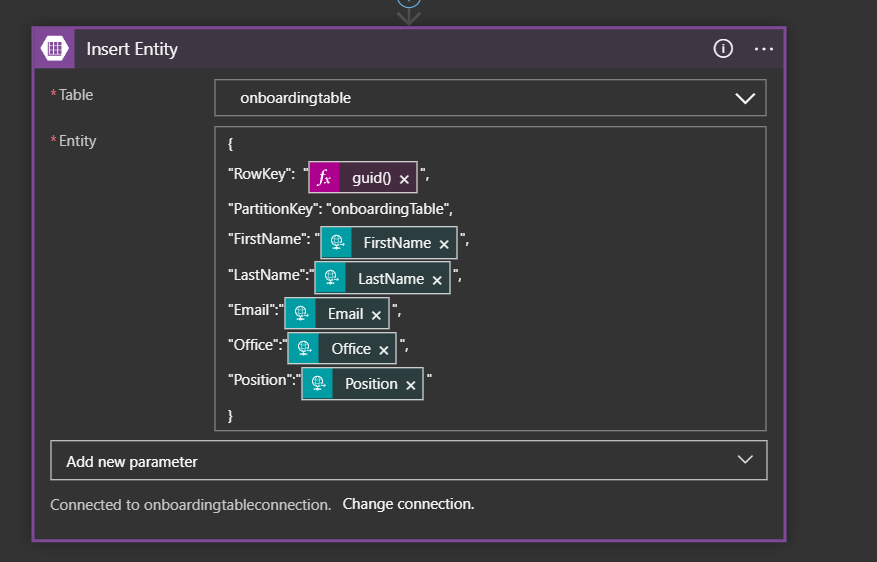 Insert Entity
*Table
onboardingtable
*Entity
{
"RowKey": "fx guid() ×",
"PartitionKey": "onboardingTable",
"FirstName": "FirstName ×",
"LastName":"LastName ×",
"Email":"Email ×",
"Office":"Office ×",
"Position":"Position ×"
}
Add new parameter
Connected to onboardingtableconnection. Change connection.